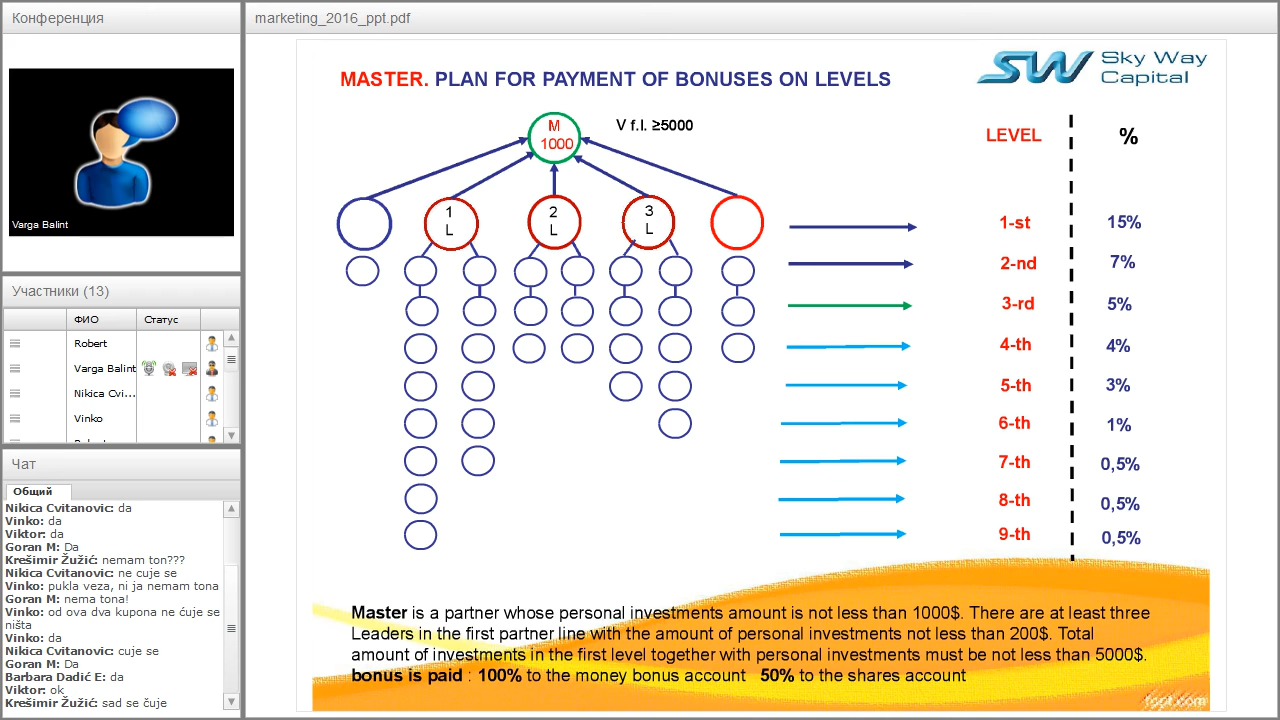 Конференция
marketing_2016_ppt.pdf
Varga Balint
Участники (13)
ФИО Статус
Robert
Varga Balint
Nikica Cvi...
Vinko
Чат
Общий
Nikica Cvitanovic: da
Vinko: da
Viktor: da
Goran M: Da
Krešimir Žužić: nemam ton???
Nikica Cvitanovic: ne cuje se
Vinko: pukla veza, ni ja nemam tona
Goran M: nema tona!
Vinko: od ova dva kupona ne ćuje se
ništa
Vinko: da
Nikica Cvitanovic: cuje se
Goran M: Da
Barbara Dadić E: da
Viktor: ok
Krešimir Žužić: sad se čuje
MASTER. PLAN FOR PAYMENT OF BONUSES ON LEVELS
SW Sky Way
Capital
M
1000
V f.l. ≥5000
1
L
2
L
3
L
LEVEL %
1-st 15%
2-nd 7%
3-rd 5%
4-th 4%
5-th 3%
6-th 1%
7-th 0,5%
8-th 0,5%
9-th 0,5%
Master is a partner whose personal investments amount is not less than 1000$. There are at least three
Leaders in the first partner line with the amount of personal investments not less than 200$. Total
amount of investments in the first level together with personal investments must be not less than 5000$.
bonus is paid : 100% to the money bonus account 50% to the shares account
fppt.com